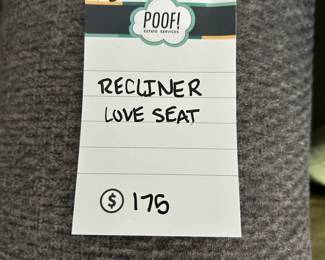 POOF!
ESTATE SERVICES
RECLINER
LOVE SEAT
$ 175